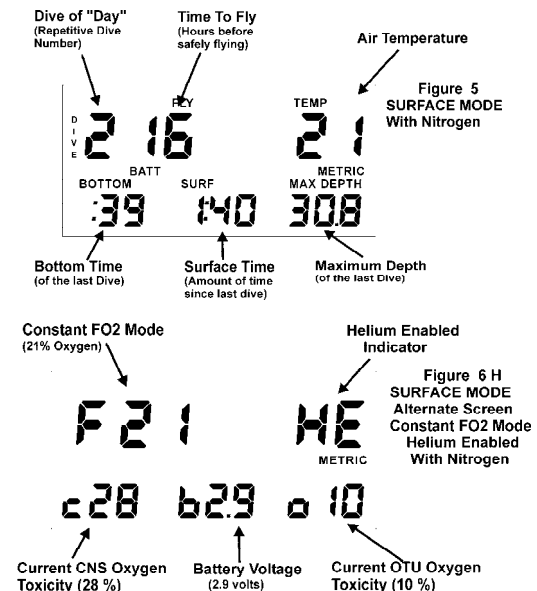 Dive of "Day"
(Repetitive Dive
Number)
Time To Fly
(Hours before
safely flying)
Air Temperature
Figure 5
SURFACE MODE
With Nitrogen
FLY
TEMP
DIVE
2
16
21
BATT
METRIC
BOTTOM
SURF
MAX DEPTH
:39
1:40
30.8
Bottom Time
(of the last Dive)
Surface Time
(Amount of time
since last dive)
Maximum Depth
(of the last Dive)
Constant FO2 Mode
(21% Oxygen)
Helium Enabled
Indicator
Figure 6 H
SURFACE MODE
Alternate Screen
Constant FO2 Mode
Helium Enabled
With Nitrogen
F21
HE
METRIC
c28
b2.9
o 10
Current CNS Oxygen
Toxicity (28 %)
Battery Voltage
(2.9 volts)
Current OTU Oxygen
Toxicity (10 %)